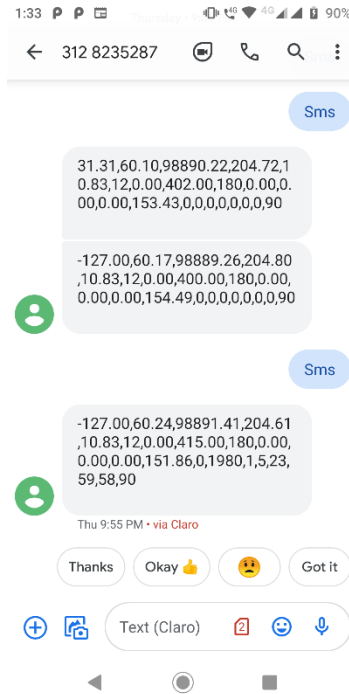 1:33
4G
4G
90%
312 8235287
Sms
31.31,60.10,98890.22,204.72,1
0.83,12,0.00,402.00,180,0.00,0.
00,0.00,153.43,0,0,0,0,0,0,90
-127.00,60.17,98889.26,204.80
,10.83,12,0.00,400.00,180,0.00,
0.00,0.00,154.49,0,0,0,0,0,0,90
Sms
-127.00,60.24,98891.41,204.61
,10.83,12,0.00,415.00,180,0.00,
0.00,0.00,151.86,0,1980,1,5,23,
59,58,90
Thu 9:55 PM • via Claro
Thanks
Okay 👍
Got it
Text (Claro)
2